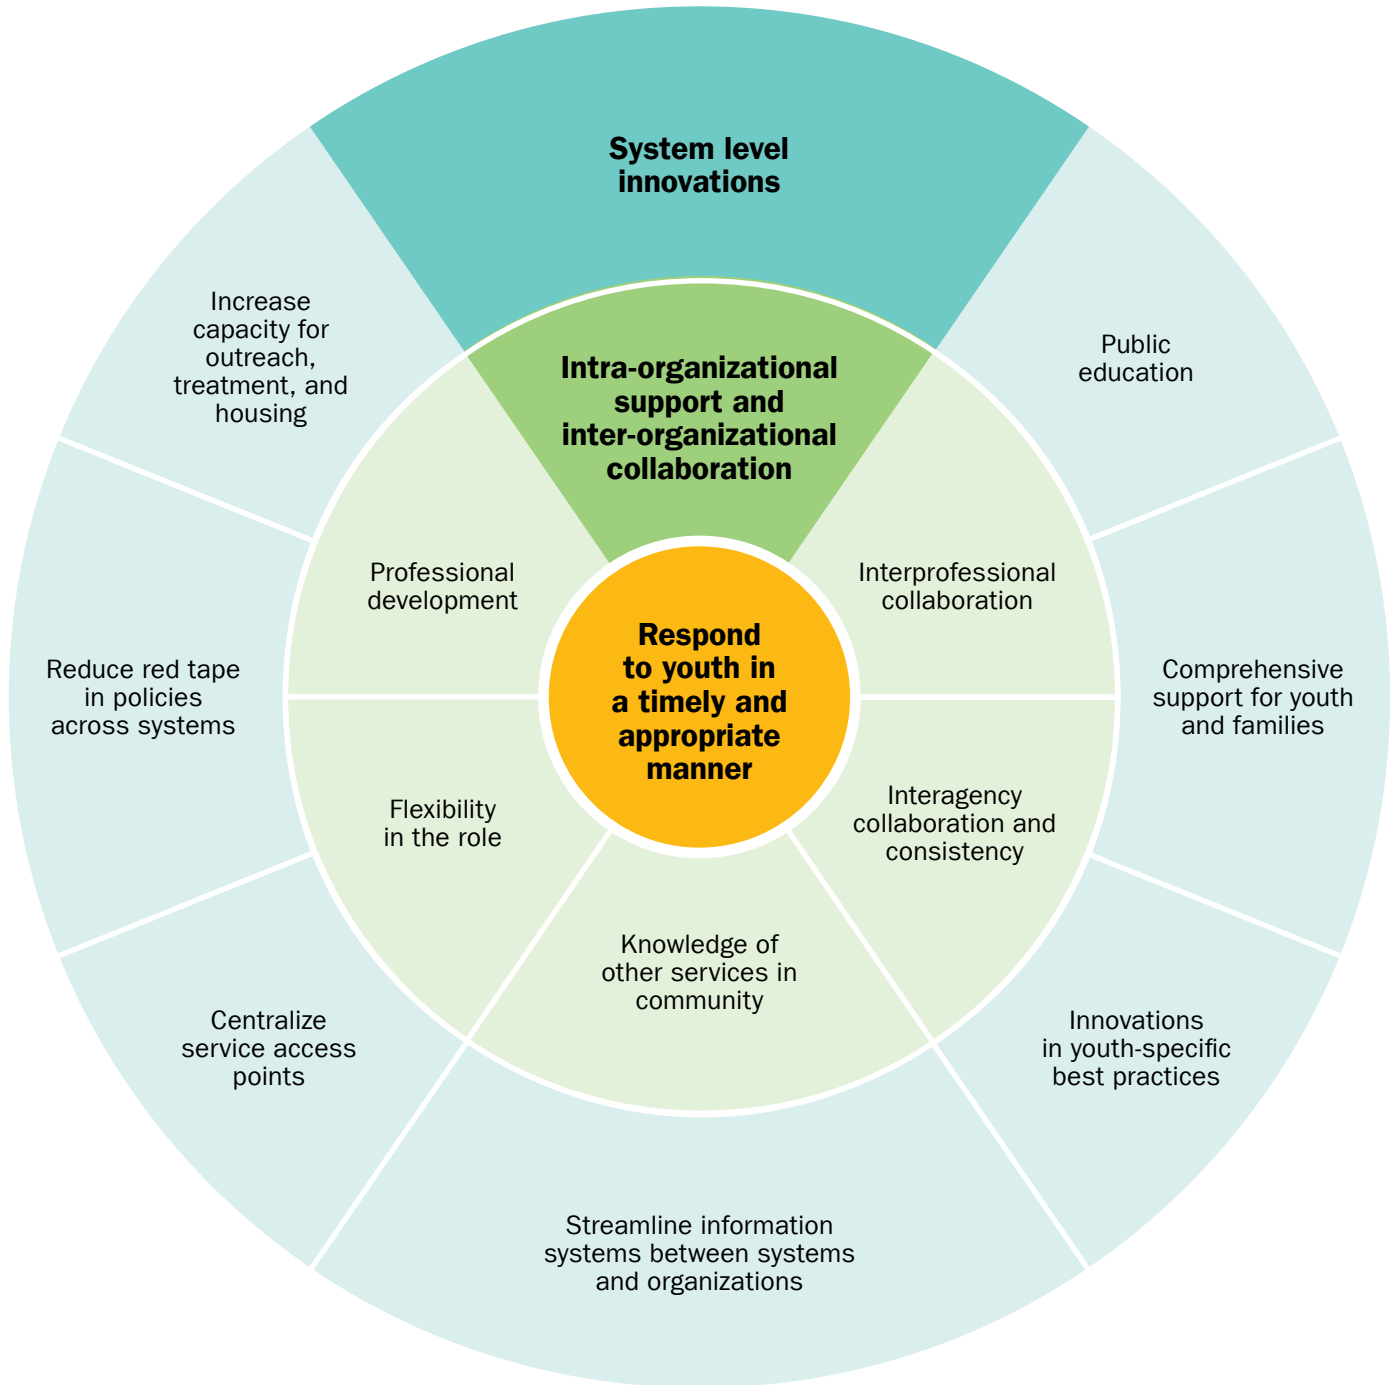 System level
innovations
Public
education
Comprehensive
support for youth
and families
Innovations
in youth-specific
best practices
Streamline information
systems between systems
and organizations
Centralize
service access
points
Reduce red tape
in policies
across systems
Increase
capacity for
outreach,
treatment, and
housing
Intra-organizational
support and
inter-organizational
collaboration
Interprofessional
collaboration
Interagency
collaboration and
consistency
Knowledge of
other services in
community
Flexibility
in the role
Professional
development
Respond
to youth in
a timely and
appropriate
manner